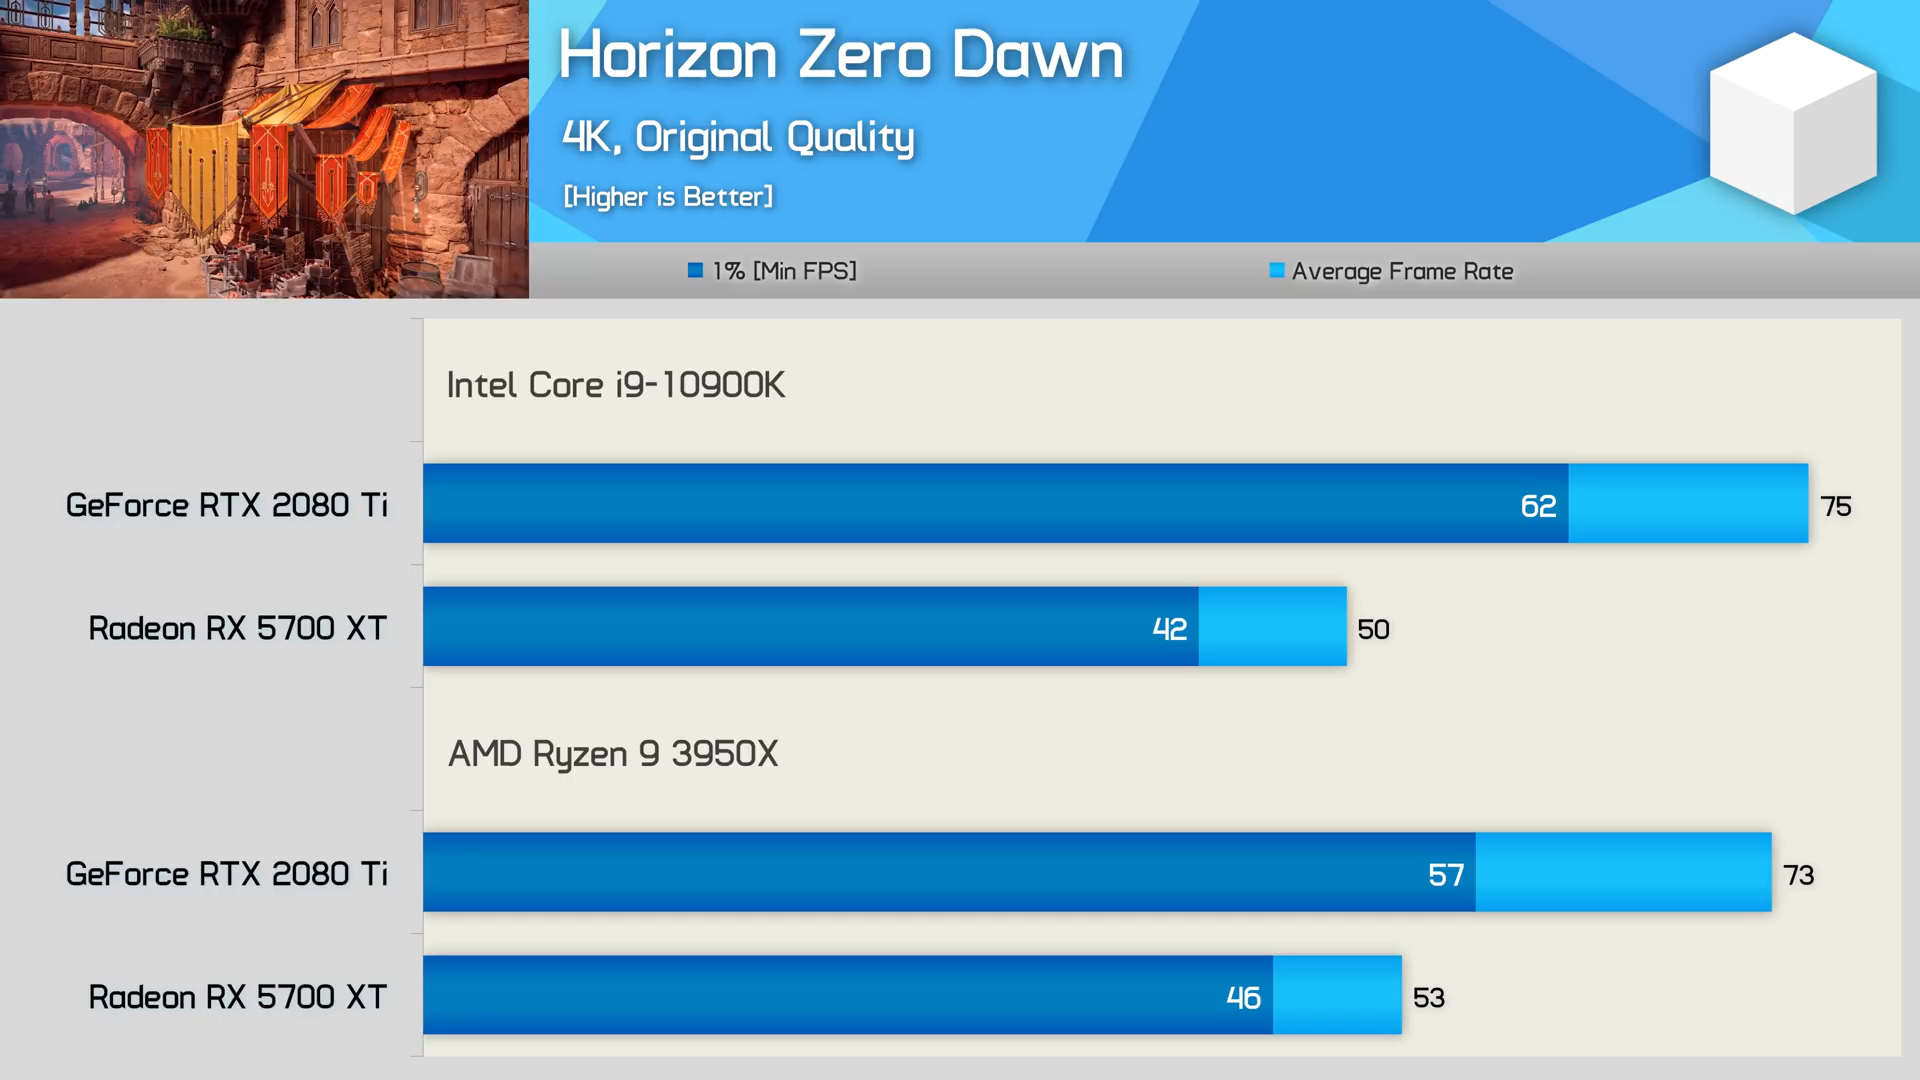 Horizon Zero Dawn
4K, Original Quality
[Higher is Better]
1% [Min FPS]
Average Frame Rate
Intel Core i9-10900K
GeForce RTX 2080 Ti
62
75
Radeon RX 5700 XT
42
50
AMD Ryzen 9 3950X
GeForce RTX 2080 Ti
57
73
Radeon RX 5700 XT
46
53